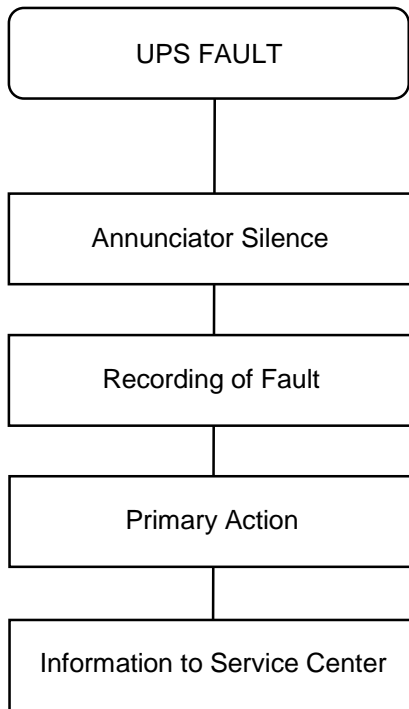 UPS FAULT
Annunciator Silence
Recording of Fault
Primary Action
Information to Service Center